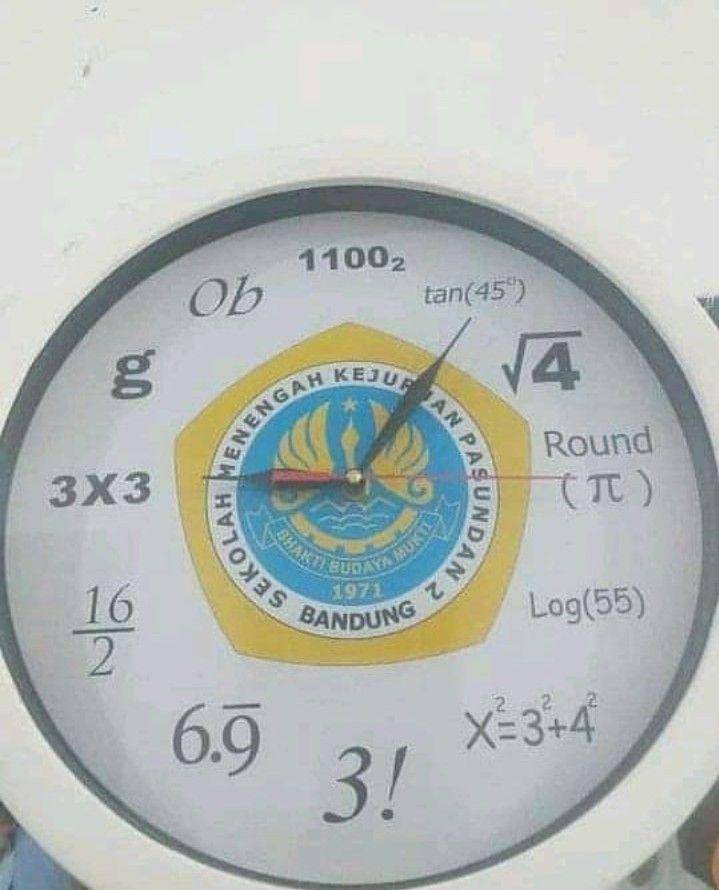 1100₂
tan(45°)
√4
Round
(π)
Log(55)
X²=3²+4²
3!
6.9̅
16
2
3X3
g
Ob
SEKOLAH MENENGAH KEJURUAN PASUNDAN 2
BANDUNG
BHAKTI BUDAYA MUKTI
1971